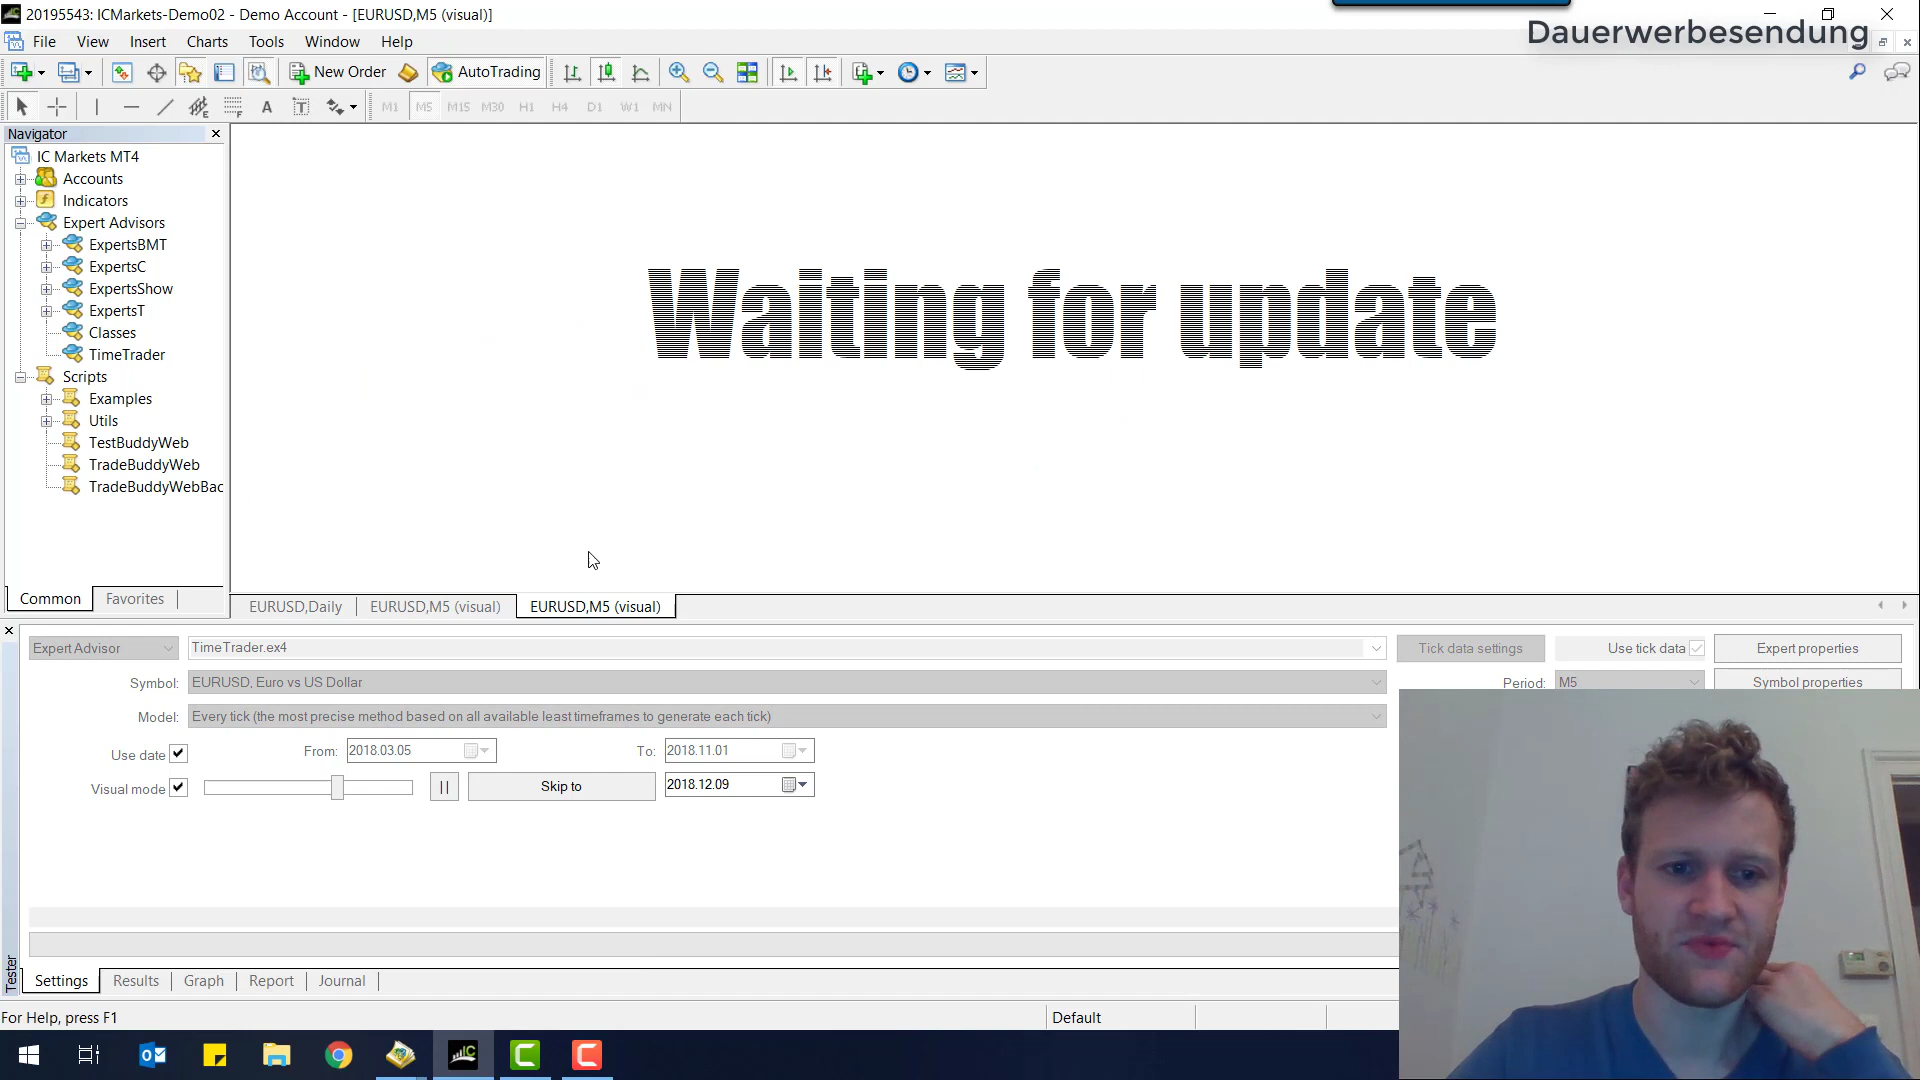 20195543: ICMarkets-Demo02 - Demo Account - [EURUSD,M5 (visual)]
Dauerwerbesendung
File View Insert Charts Tools Window Help
New Order AutoTrading
A T M1 M5 M15 M30 H1 H4 D1 W1 MN
Navigator
IC Markets MT4
Accounts
Indicators
Expert Advisors
ExpertsBMT
ExpertsC
ExpertsShow
ExpertsT
Classes
TimeTrader
Scripts
Examples
Utils
TestBuddyWeb
TradeBuddyWeb
TradeBuddyWebBac
Common Favorites
Waiting for update
EURUSD,Daily EURUSD,M5 (visual) EURUSD,M5 (visual)
Expert Advisor TimeTrader.ex4 Tick data settings Use tick data Expert properties
Symbol: EURUSD, Euro vs US Dollar Period: M5 Symbol properties
Model: Every tick (the most precise method based on all available least timeframes to generate each tick)
Use date From: 2018.03.05 To: 2018.11.01
Visual mode Skip to 2018.12.09
Tester
Settings Results Graph Report Journal
For Help, press F1 Default